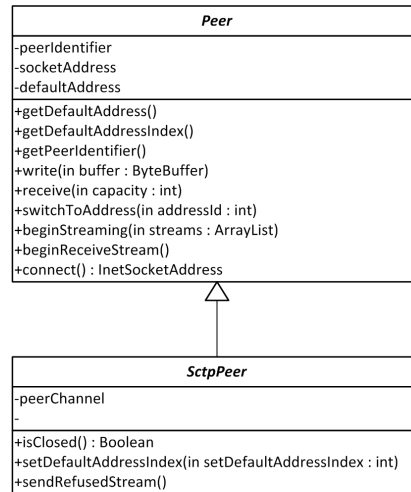 Peer
-peerIdentifier
-socketAddress
-defaultAddress
+getDefaultAddress()
+getDefaultAddressIndex()
+getPeerIdentifier()
+write(in buffer : ByteBuffer)
+receive(in capacity : int)
+switchToAddress(in addressId : int)
+beginStreaming(in streams : ArrayList)
+beginReceiveStream()
+connect() : InetSocketAddress
SctpPeer
-peerChannel
-
+isClosed() : Boolean
+setDefaultAddressIndex(in setDefaultAddressIndex : int)
+sendRefusedStream()